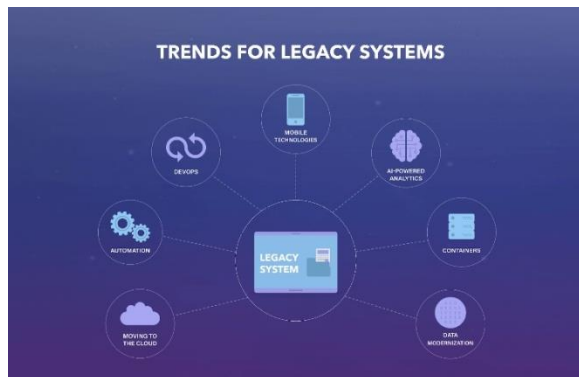 TRENDS FOR LEGACY SYSTEMS
MOBILE
TECHNOLOGIES
DEVOPS
AI-POWERED
ANALYTICS
AUTOMATION
LEGACY
SYSTEM
CONTAINERS
MOVING TO
THE CLOUD
DATA
MODERNIZATION